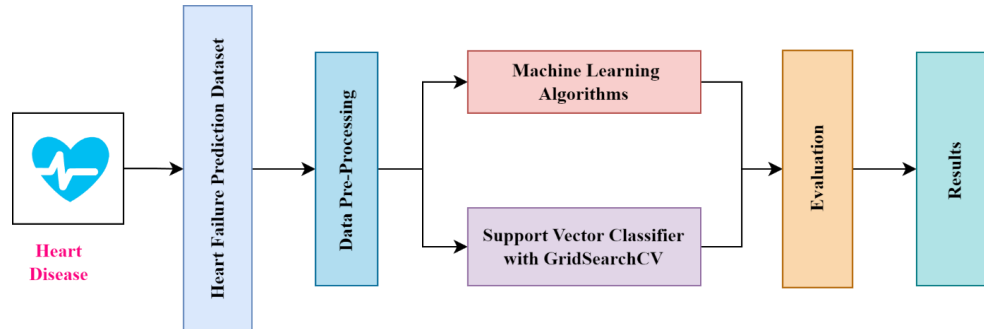 Heart
Disease
Heart Failure Prediction Dataset
Data Pre-Processing
Machine Learning
Algorithms
Support Vector Classifier
with GridSearchCV
Evaluation
Results